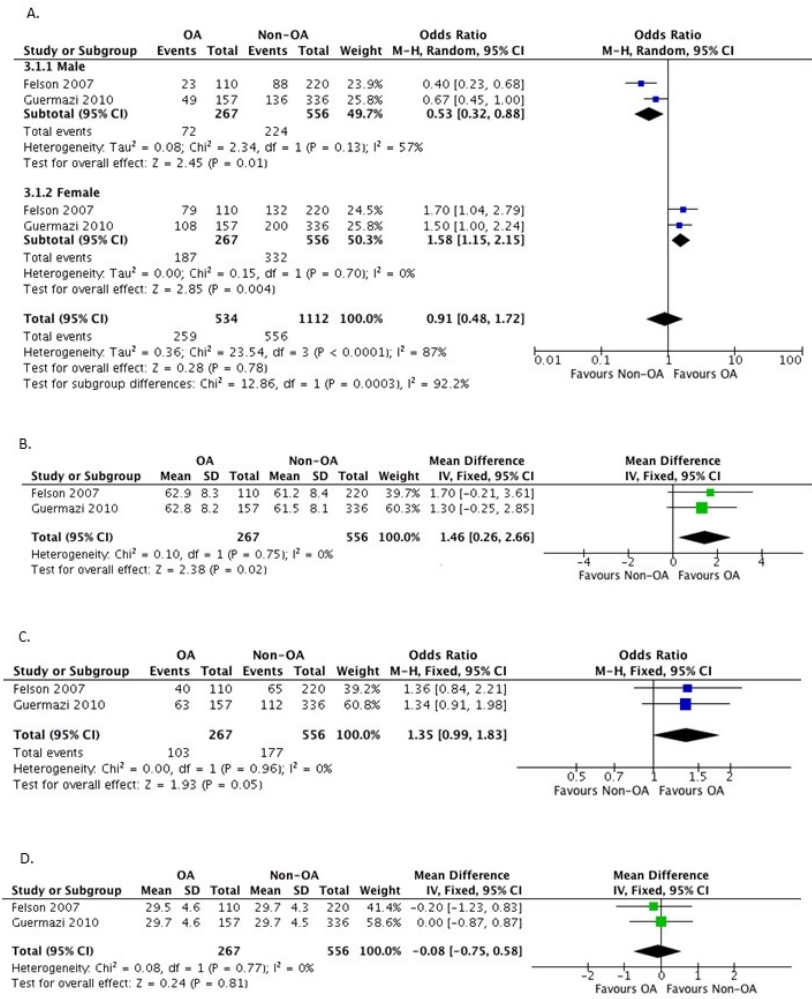 A.
OA Non-OA Odds Ratio Odds Ratio
Study or Subgroup Events Total Events Total Weight M-H, Random, 95% CI M-H, Random, 95% CI
3.1.1 Male
Felson 2007 23 110 88 220 23.9% 0.40 [0.23, 0.68]
Guermazi 2010 49 157 136 336 25.8% 0.67 [0.45, 1.00]
Subtotal (95% CI) 267 556 49.7% 0.53 [0.32, 0.88]
Total events 72 224
Heterogeneity: Tau² = 0.08; Chi² = 2.34, df = 1 (P = 0.13); I² = 57%
Test for overall effect: Z = 2.45 (P = 0.01)
3.1.2 Female
Felson 2007 79 110 132 220 24.5% 1.70 [1.04, 2.79]
Guermazi 2010 108 157 200 336 25.8% 1.50 [1.00, 2.24]
Subtotal (95% CI) 267 556 50.3% 1.58 [1.15, 2.15]
Total events 187 332
Heterogeneity: Tau² = 0.00; Chi² = 0.15, df = 1 (P = 0.70); I² = 0%
Test for overall effect: Z = 2.85 (P = 0.004)
Total (95% CI) 534 1112 100.0% 0.91 [0.48, 1.72]
Total events 259 556
Heterogeneity: Tau² = 0.36; Chi² = 23.54, df = 3 (P < 0.0001); I² = 87%
Test for overall effect: Z = 0.28 (P = 0.78)
Test for subgroup differences: Chi² = 12.86, df = 1 (P = 0.0003), I² = 92.2%
0.01 0.1 1 10 100
Favours Non-OA Favours OA
B.
OA Non-OA Mean Difference Mean Difference
Study or Subgroup Mean SD Total Mean SD Total Weight IV, Fixed, 95% CI IV, Fixed, 95% CI
Felson 2007 62.9 8.3 110 61.2 8.4 220 39.7% 1.70 [-0.21, 3.61]
Guermazi 2010 62.8 8.2 157 61.5 8.1 336 60.3% 1.30 [-0.25, 2.85]
Total (95% CI) 267 556 100.0% 1.46 [0.26, 2.66]
Heterogeneity: Chi² = 0.10, df = 1 (P = 0.75); I² = 0%
Test for overall effect: Z = 2.38 (P = 0.02)
-4 -2 0 2 4
Favours Non-OA Favours OA
C.
OA Non-OA Odds Ratio Odds Ratio
Study or Subgroup Events Total Events Total Weight M-H, Fixed, 95% CI M-H, Fixed, 95% CI
Felson 2007 40 110 65 220 39.2% 1.36 [0.84, 2.21]
Guermazi 2010 63 157 112 336 60.8% 1.34 [0.91, 1.98]
Total (95% CI) 267 556 100.0% 1.35 [0.99, 1.83]
Total events 103 177
Heterogeneity: Chi² = 0.00, df = 1 (P = 0.96); I² = 0%
Test for overall effect: Z = 1.93 (P = 0.05)
0.5 0.7 1 1.5 2
Favours Non-OA Favours OA
D.
OA Non-OA Mean Difference Mean Difference
Study or Subgroup Mean SD Total Mean SD Total Weight IV, Fixed, 95% CI IV, Fixed, 95% CI
Felson 2007 29.5 4.6 110 29.7 4.3 220 41.4% -0.20 [-1.23, 0.83]
Guermazi 2010 29.7 4.6 157 29.7 4.5 336 58.6% 0.00 [-0.87, 0.87]
Total (95% CI) 267 556 100.0% -0.08 [-0.75, 0.58]
Heterogeneity: Chi² = 0.08, df = 1 (P = 0.77); I² = 0%
Test for overall effect: Z = 0.24 (P = 0.81)
-2 -1 0 1 2
Favours OA Favours Non-OA